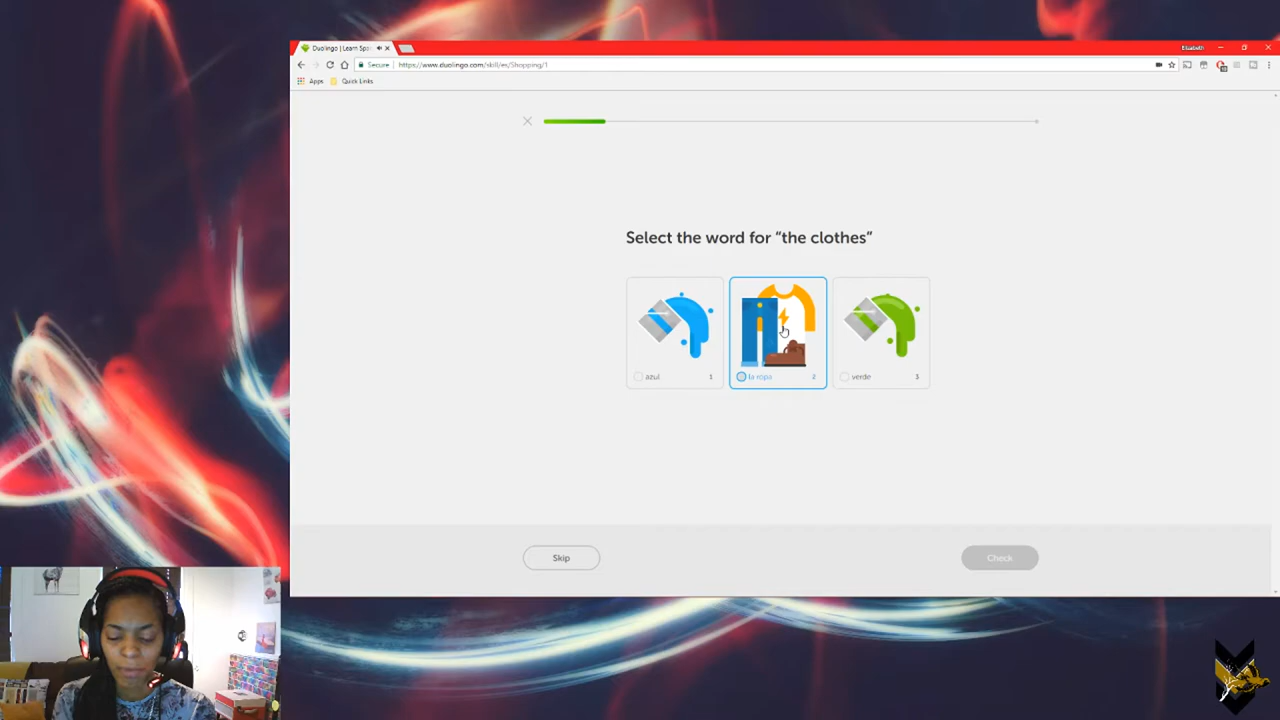 Duolingo | Learn Spa
Elizabeth
Secure
https://www.duolingo.com/skill/es/Shopping/1
Apps
Quick Links
Select the word for “the clothes”
azul 1
la ropa 2
verde 3
Skip
Check